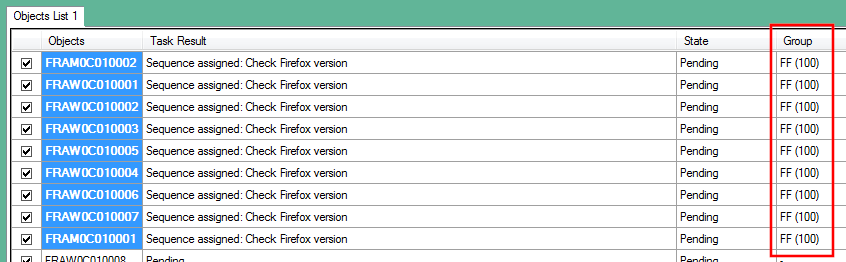 Objects List 1
Objects Task Result State Group
FRAM0C010002 Sequence assigned: Check Firefox version Pending FF (100)
FRAW0C010001 Sequence assigned: Check Firefox version Pending FF (100)
FRAW0C010002 Sequence assigned: Check Firefox version Pending FF (100)
FRAW0C010003 Sequence assigned: Check Firefox version Pending FF (100)
FRAW0C010005 Sequence assigned: Check Firefox version Pending FF (100)
FRAW0C010004 Sequence assigned: Check Firefox version Pending FF (100)
FRAW0C010006 Sequence assigned: Check Firefox version Pending FF (100)
FRAW0C010007 Sequence assigned: Check Firefox version Pending FF (100)
FRAM0C010001 Sequence assigned: Check Firefox version Pending FF (100)
FRAW0C010008 Pending -